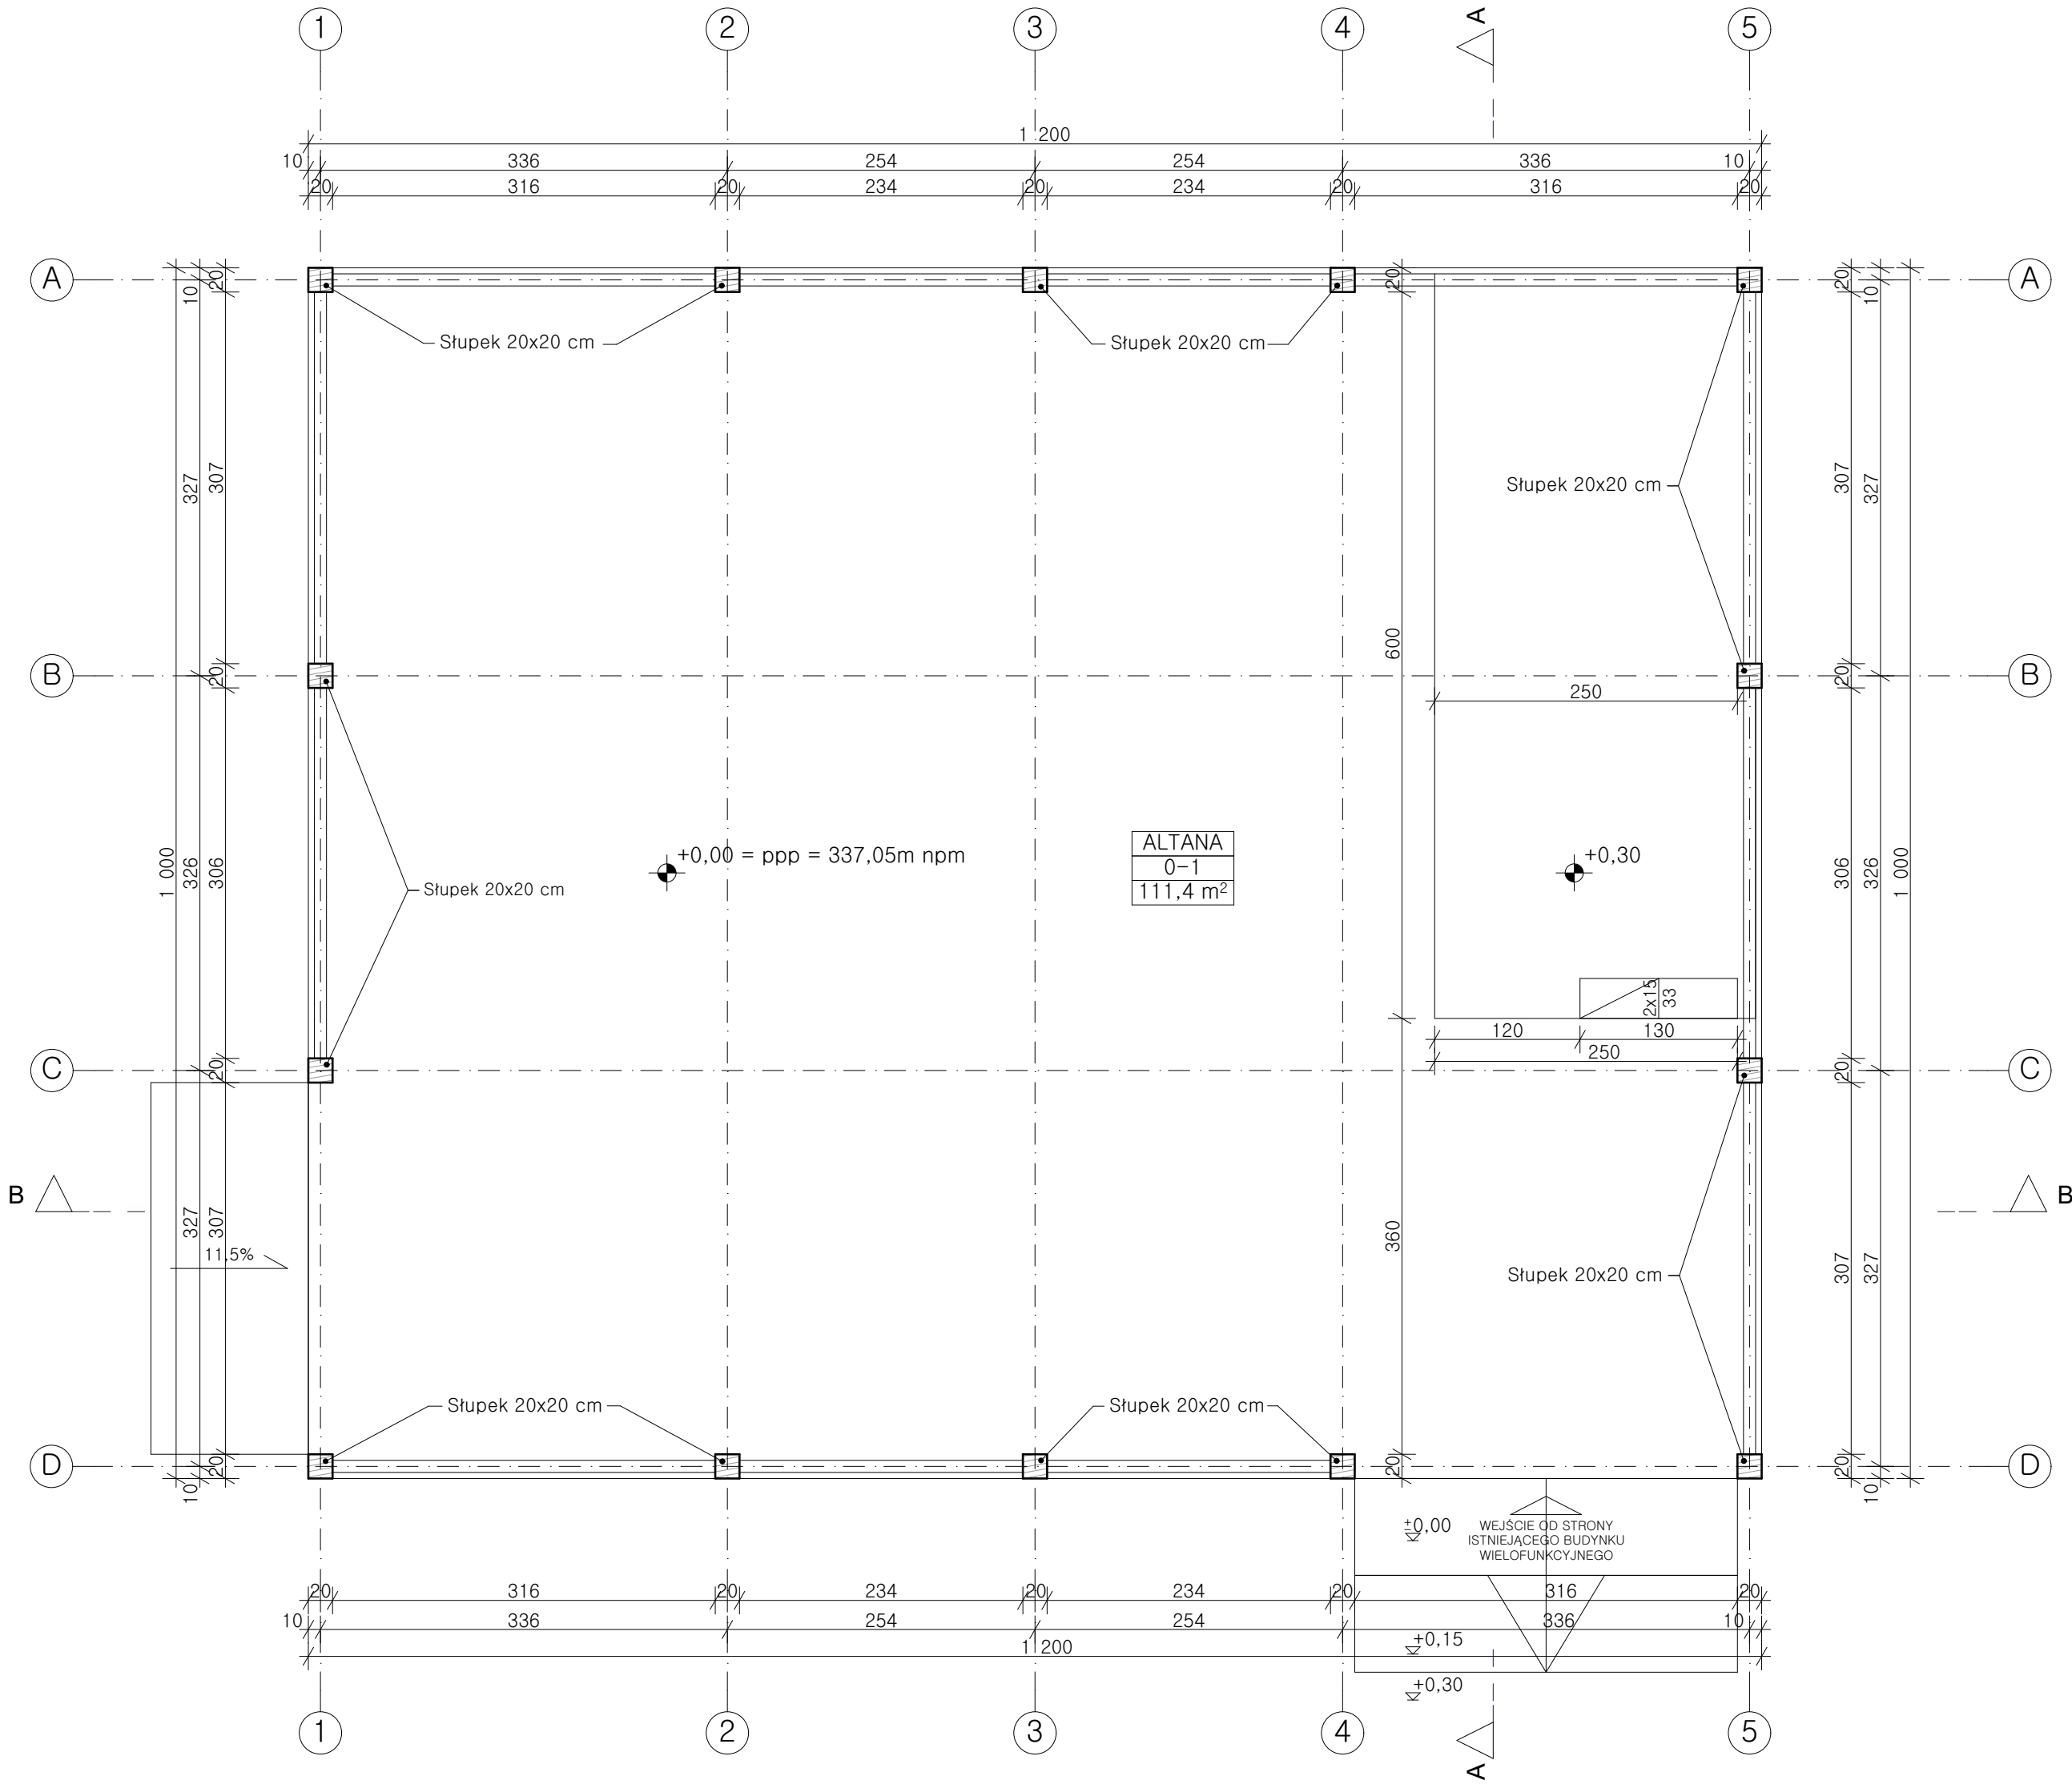 1 2 3 4 5
A
1 200
10 336 254 254 336 10
20 316 20 234 20 234 20 316 20
A A
20 10 20 20 10
Słupek 20x20 cm Słupek 20x20 cm
327 307 307 327
Słupek 20x20 cm
600
B 20 20 B
250
+0,00 = ppp = 337,05m npm
ALTANA
0-1
111,4 m²
+0,30
1 000 326 306 306 326 1 000
Słupek 20x20 cm
2x15
33
120 130
250
C 20 20 C
B B
327 307 360 307 327
11,5%
Słupek 20x20 cm
Słupek 20x20 cm Słupek 20x20 cm
D 20 20 20 D
10 10
±0,00
WEJŚCIE OD STRONY
ISTNIEJĄCEGO BUDYNKU
WIELOFUNKCYJNEGO
20 316 20 234 20 234 20 316 20
10 336 254 254 336 10
1 200
+0,15
+0,30
1 2 3 4 5
A